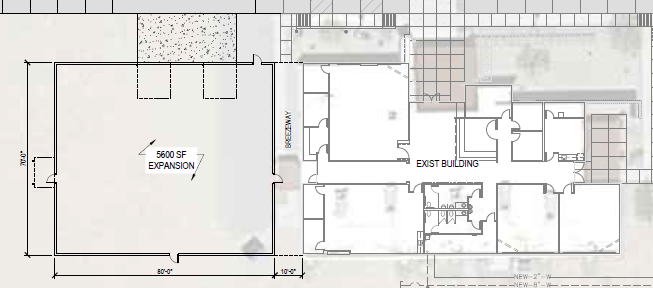 BREEZEWAY
5600 SF
EXPANSION
EXIST BUILDING
70'-0"
80'-0"
10'-0"
NEW-2"-W
NEW-8"-W